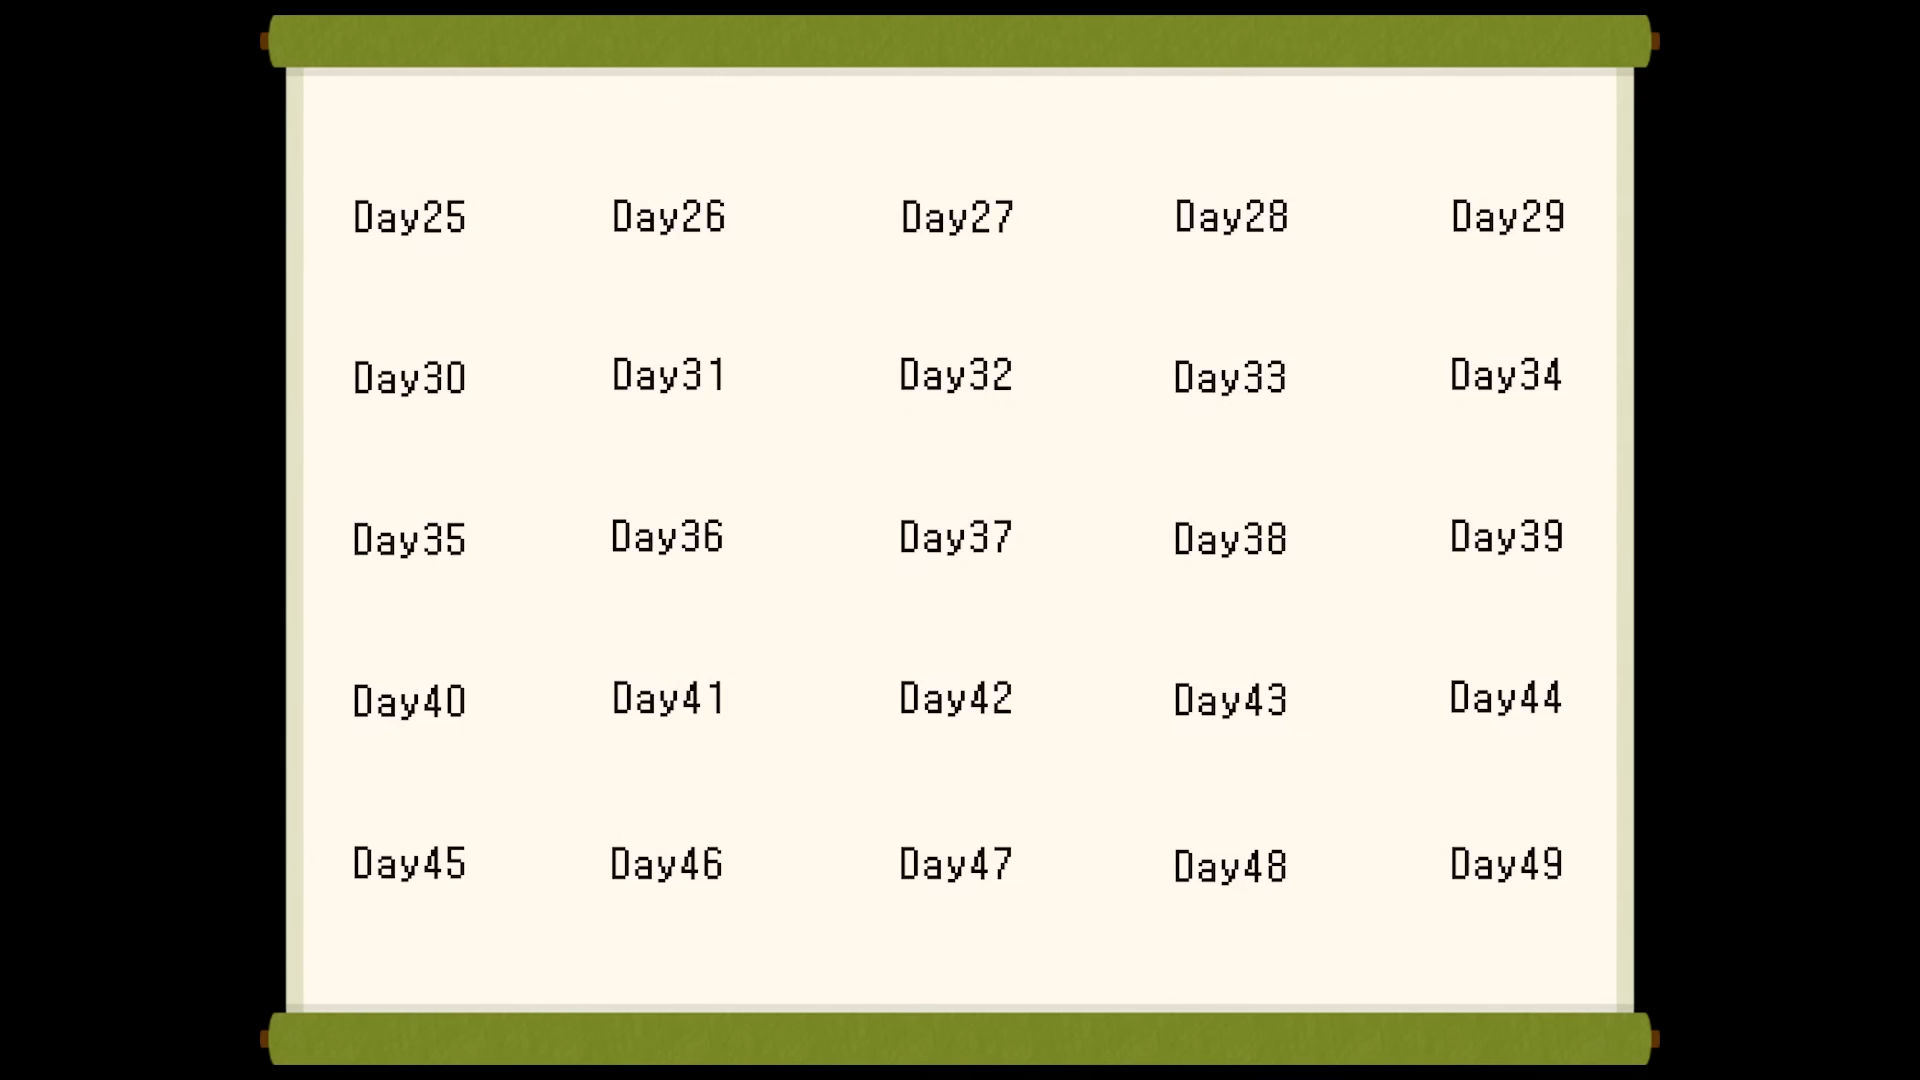 Day25 Day26 Day27 Day28 Day29
Day30 Day31 Day32 Day33 Day34
Day35 Day36 Day37 Day38 Day39
Day40 Day41 Day42 Day43 Day44
Day45 Day46 Day47 Day48 Day49